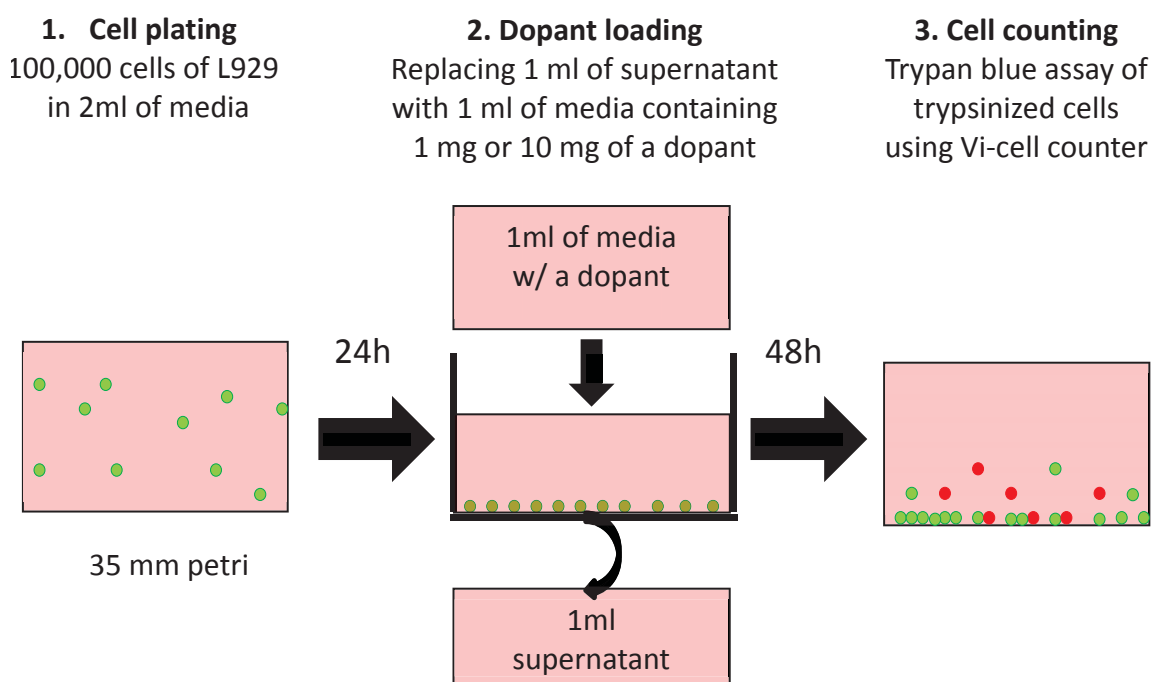 1. Cell plating
100,000 cells of L929
in 2ml of media
2. Dopant loading
Replacing 1 ml of supernatant
with 1 ml of media containing
1 mg or 10 mg of a dopant
3. Cell counting
Trypan blue assay of
trypsinized cells
using Vi-cell counter
1ml of media
w/ a dopant
24h
48h
35 mm petri
1ml
supernatant